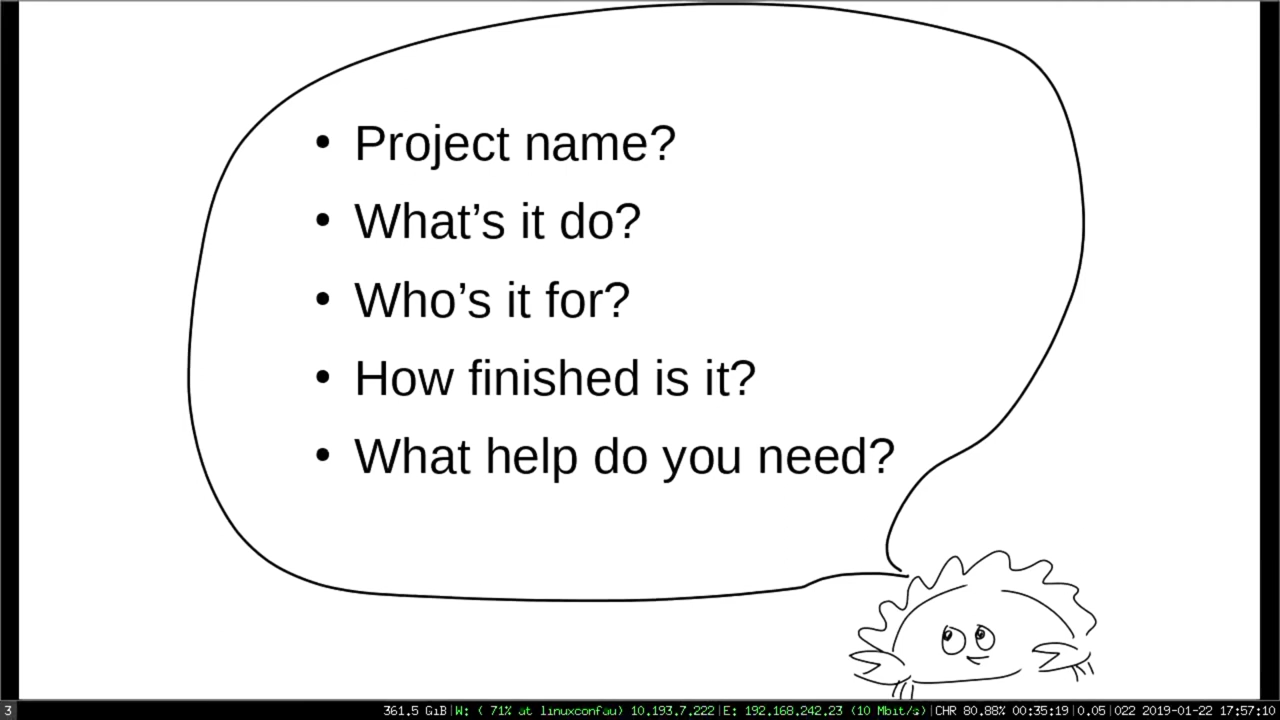 Project name?
What’s it do?
Who’s it for?
How finished is it?
What help do you need?
3 361.5 GiB|W: ( 71% at linuxconfau) 10.193.7.222|E: 192.168.242.23 (10 Mbit/s)|CHR 80.88% 00:35:19|0.05|022 2019-01-22 17:57:10